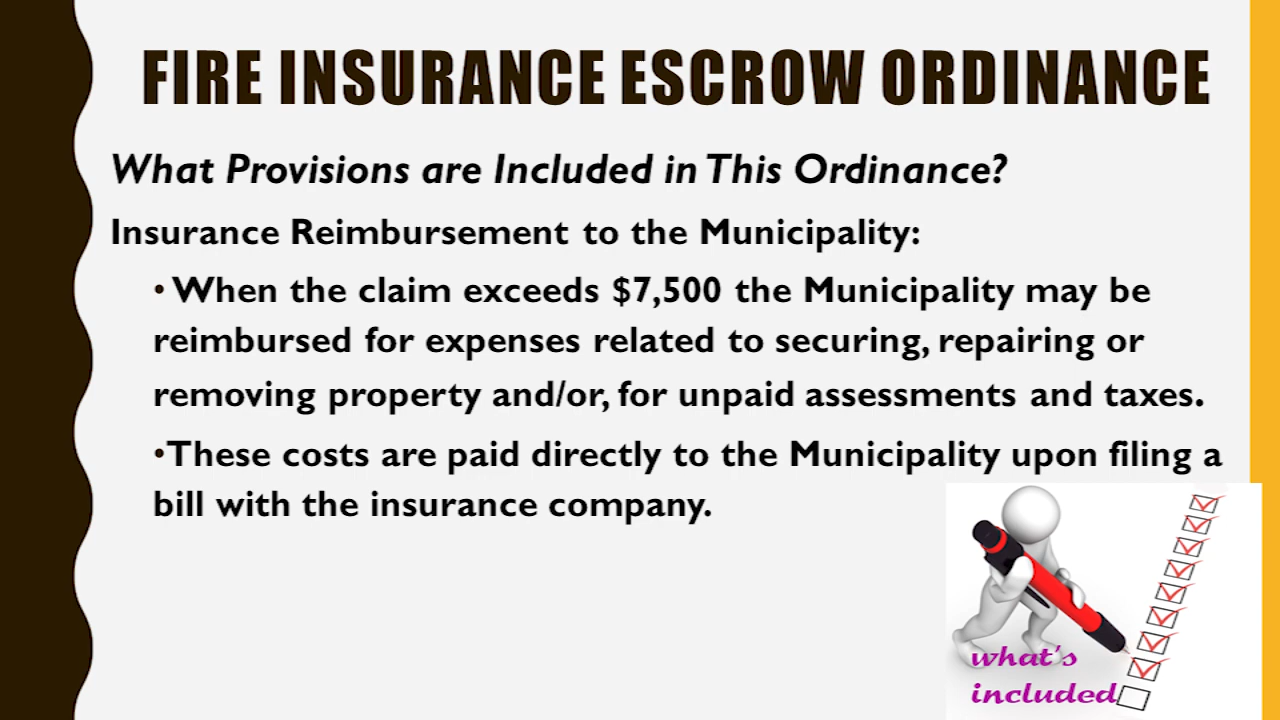 FIRE INSURANCE ESCROW ORDINANCE
What Provisions are Included in This Ordinance?
Insurance Reimbursement to the Municipality:
• When the claim exceeds $7,500 the Municipality may be
reimbursed for expenses related to securing, repairing or
removing property and/or, for unpaid assessments and taxes.
•These costs are paid directly to the Municipality upon filing a
bill with the insurance company.
what's
included